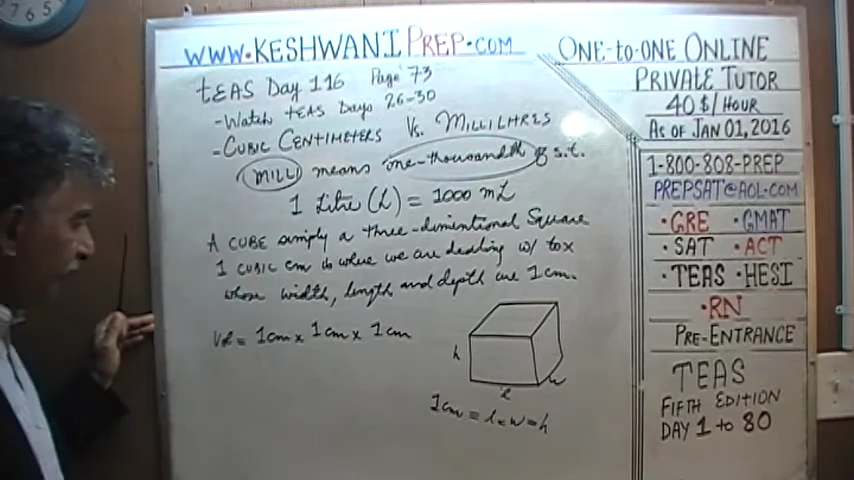 7 6 5
www.KESHWANIPREP.COM
tEAS Day 116 Page 73
-Watch tEAS Days 26-30
-CUBIC CENTIMETERS Vs. MILLILITRES
MILLI means one-thousandth of s.t.
1 Litre (L) = 1000 mL
A CUBE simply a three-dimentional Square
1 cubic cm is where we are dealing w/ box
whose width, length and depth are 1cm.
Vol = 1cm x 1cm x 1cm
h
l
w
1cm = l = w = h
ONE-to-ONE ONLINE
PRIVATE TUTOR
40 $/HOUR
AS OF JAN 01, 2016
1-800-808-PREP
PREPSAT@AOL.COM
•GRE •GMAT
•SAT •ACT
•TEAS •HESI
•RN
PRE-ENTRANCE
TEAS
FIFTH EDITION
DAY 1 to 80